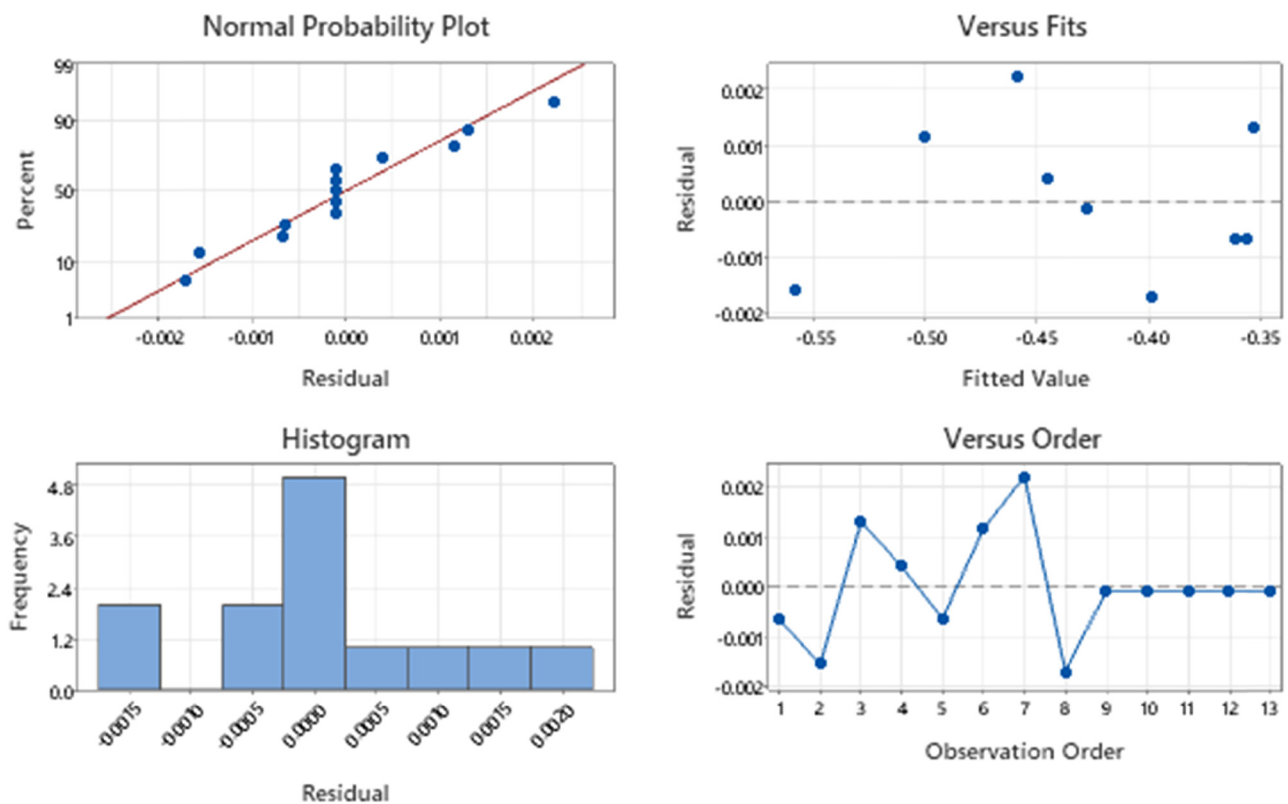 Normal Probability Plot
99
90
50
10
1
Percent
-0.002 -0.001 0.000 0.001 0.002
Residual
Versus Fits
0.002
0.001
0.000
-0.001
-0.002
Residual
-0.55 -0.50 -0.45 -0.40 -0.35
Fitted Value
Histogram
4.8
3.6
2.4
1.2
0.0
Frequency
-0.0015 -0.0010 -0.0005 0.0000 0.0005 0.0010 0.0015 0.0020
Residual
Versus Order
0.002
0.001
0.000
-0.001
-0.002
Residual
1 2 3 4 5 6 7 8 9 10 11 12 13
Observation Order